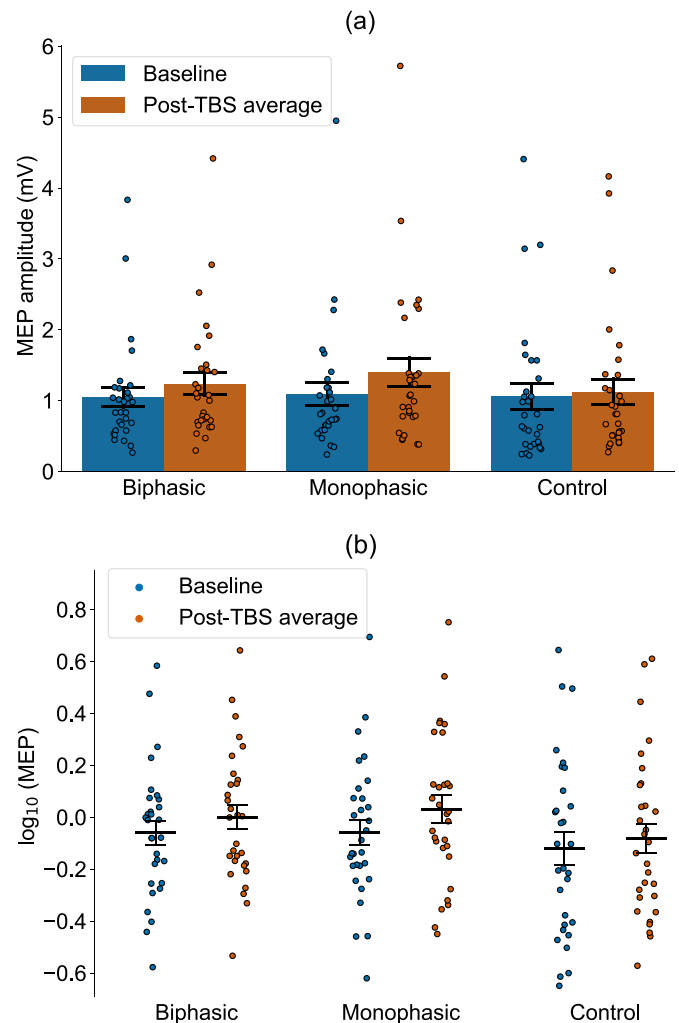 (a)
6
5
4
3
2
1
0
MEP amplitude (mV)
Baseline
Post-TBS average
Biphasic Monophasic Control
(b)
0.8
0.6
0.4
0.2
0.0
−0.2
−0.4
−0.6
log₁₀ (MEP)
Baseline
Post-TBS average
Biphasic Monophasic Control